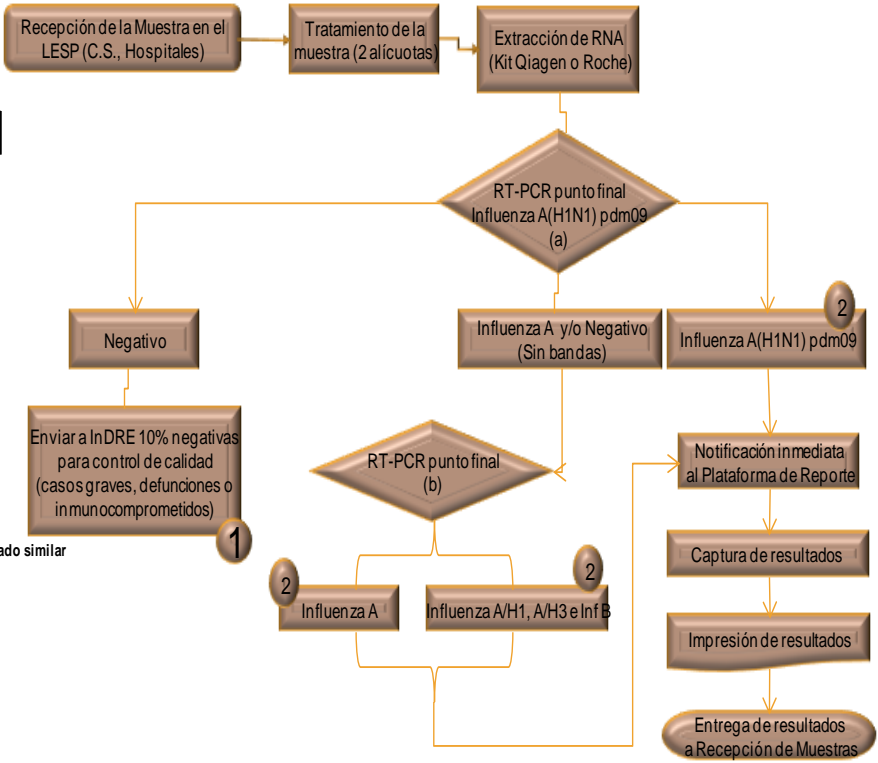 Recepción de la Muestra en el
LESP (C.S., Hospitales)
Tratamiento de la
muestra (2 alícuotas)
Extracción de RNA
(Kit Qiagen o Roche)
RT-PCR punto final
Influenza A(H1N1) pdm09
(a)
Negativo
Influenza A y/o Negativo
(Sin bandas)
2
Influenza A(H1N1) pdm09
Enviar a InDRE 10% negativas
para control de calidad
(casos graves, defunciones o
inmunocomprometidos)
1
RT-PCR punto final
(b)
Notificación inmediata
al Plataforma de Reporte
ado similar
Captura de resultados
2
Influenza A
2
Influenza A/H1, A/H3 e Inf B
Impresión de resultados
Entrega de resultados
a Recepción de Muestras